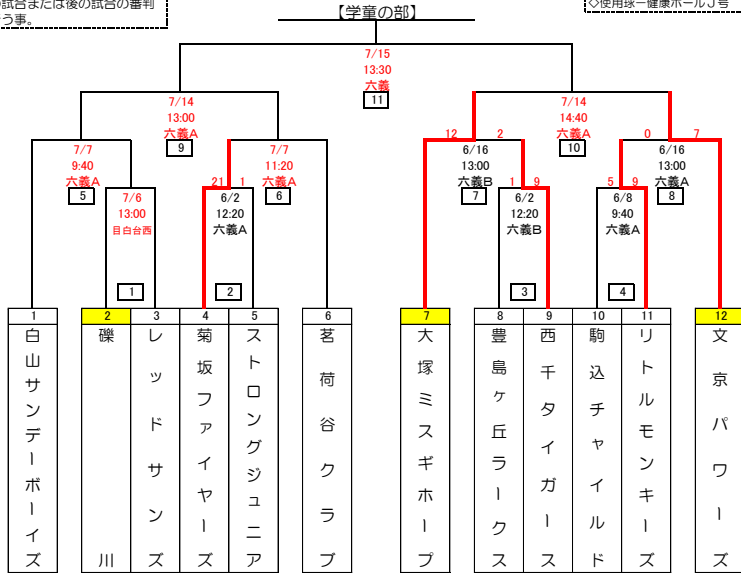 の試合または後の試合の審判
う事。
◇使用球－健康ボールJ号
【学童の部】
7/15
13:30
六義
11
7/14
13:00
六義A
9
7/14
14:40
六義A
10
7/7
9:40
六義A
5
7/7
11:20
六義A
6
12 2
6/16
13:00
六義B
7
0 7
6/16
13:00
六義A
8
7/6
13:00
目白台西
1
21 1
6/2
12:20
六義A
2
1 9
6/2
12:20
六義B
3
5 9
6/8
9:40
六義A
4
1 2 3 4 5 6 7 8 9 10 11 12
白山サンデーボーイズ
礫川
レッドサンズ
菊坂ファイヤーズ
ストロングジュニア
茗荷谷クラブ
大塚ミスギホープ
豊島ヶ丘ラークス
西千タイガース
駒込チャイルド
リトルモンキーズ
文京パワーズ